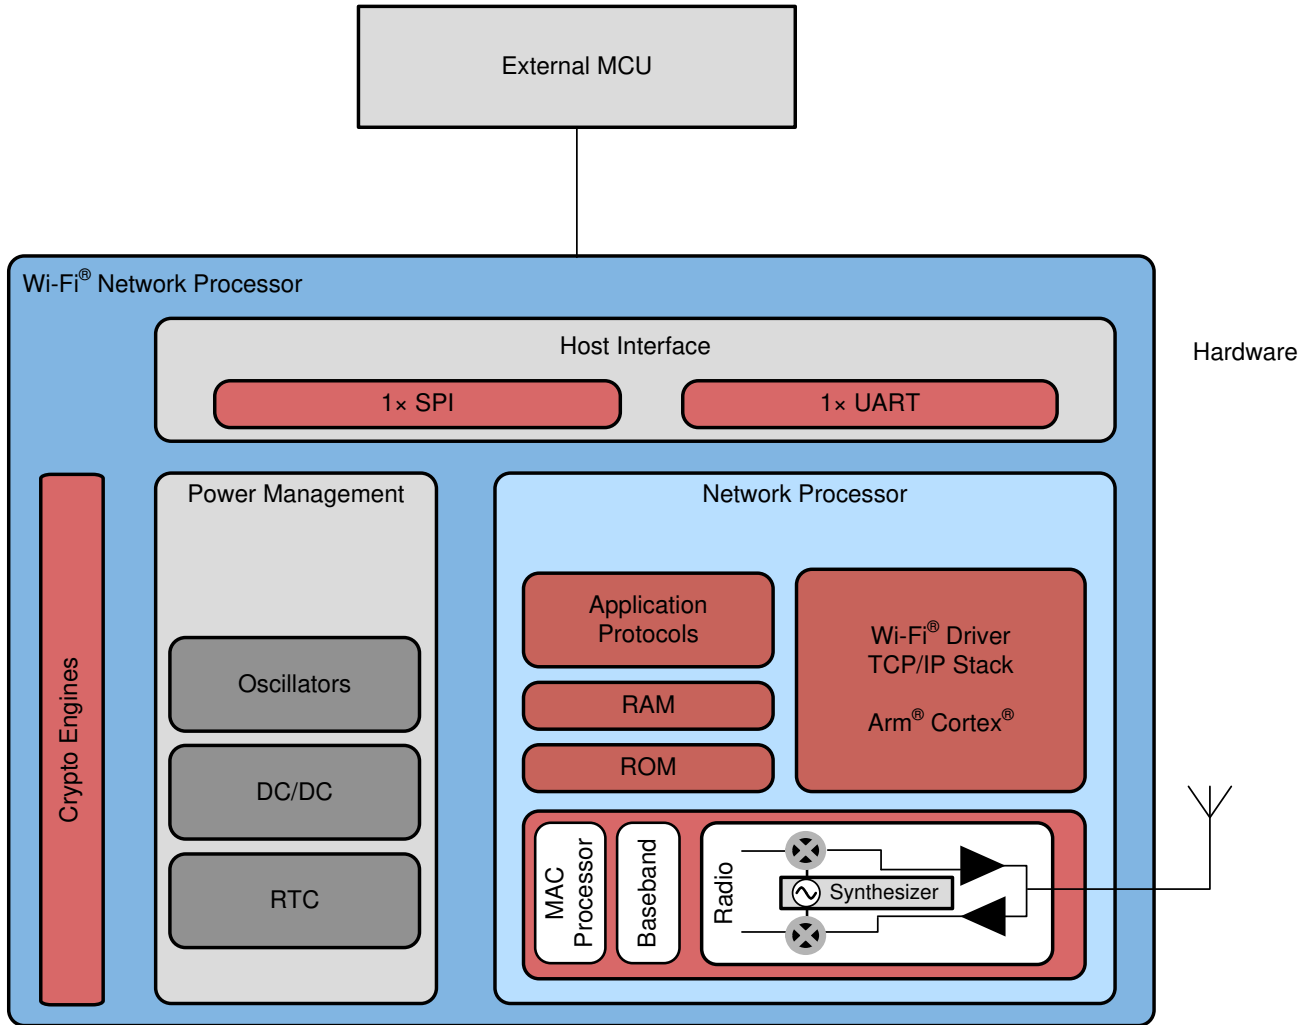 External MCU
Wi-Fi® Network Processor
Host Interface
Hardware
1× SPI
1× UART
Power Management
Network Processor
Crypto Engines
Oscillators
DC/DC
RTC
Application
Protocols
RAM
ROM
Wi-Fi® Driver
TCP/IP Stack
Arm® Cortex®
MAC
Processor
Baseband
Radio
Synthesizer